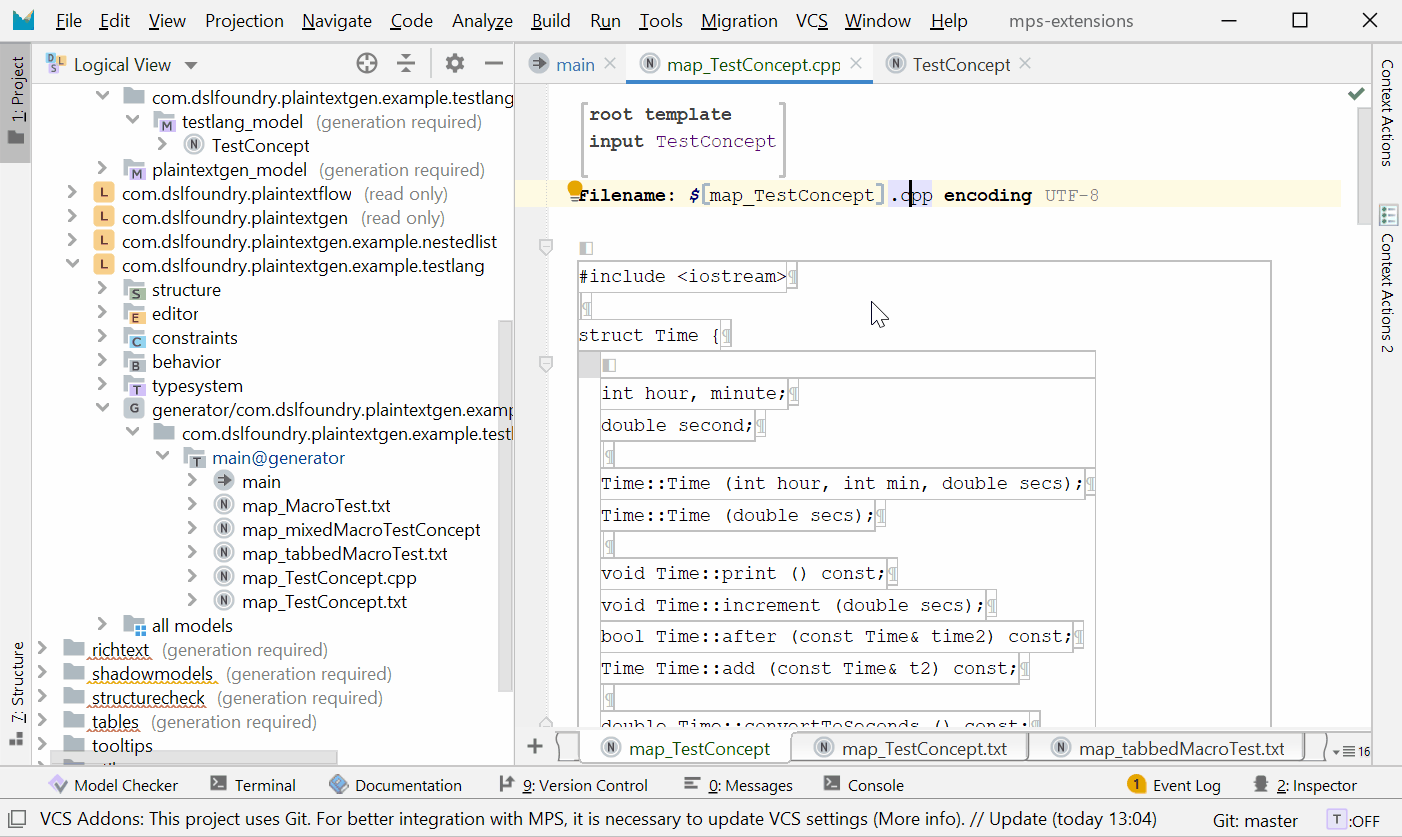 File Edit View Projection Navigate Code Analyze Build Run Tools Migration VCS Window Help mps-extensions
1: Project
Logical View
com.dslfoundry.plaintextgen.example.testlang
testlang_model (generation required)
TestConcept
plaintextgen_model (generation required)
com.dslfoundry.plaintextflow (read only)
com.dslfoundry.plaintextgen (read only)
com.dslfoundry.plaintextgen.example.nestedlist
com.dslfoundry.plaintextgen.example.testlang
structure
editor
constraints
behavior
typesystem
generator/com.dslfoundry.plaintextgen.examp
com.dslfoundry.plaintextgen.example.testl
main@generator
main
map_MacroTest.txt
map_mixedMacroTestConcept
map_tabbedMacroTest.txt
map_TestConcept.cpp
map_TestConcept.txt
all models
richtext (generation required)
shadowmodels (generation required)
structurecheck (generation required)
tables (generation required)
tooltips
7: Structure
main map_TestConcept.cpp TestConcept
root template
input TestConcept
Filename: $[map_TestConcept].cpp encoding UTF-8
#include <iostream>¶
¶
struct Time {¶
int hour, minute;¶
double second;¶
¶
Time::Time (int hour, int min, double secs);¶
Time::Time (double secs);¶
¶
void Time::print () const;¶
void Time::increment (double secs);¶
bool Time::after (const Time& time2) const;¶
Time Time::add (const Time& t2) const;¶
¶
double Time::convertToSeconds () const;¶
map_TestConcept map_TestConcept.txt map_tabbedMacroTest.txt 16
Context Actions
Context Actions 2
Model Checker Terminal Documentation 9: Version Control 0: Messages Console 1 Event Log 2: Inspector
VCS Addons: This project uses Git. For better integration with MPS, it is necessary to update VCS settings (More info). // Update (today 13:04) Git: master T:OFF